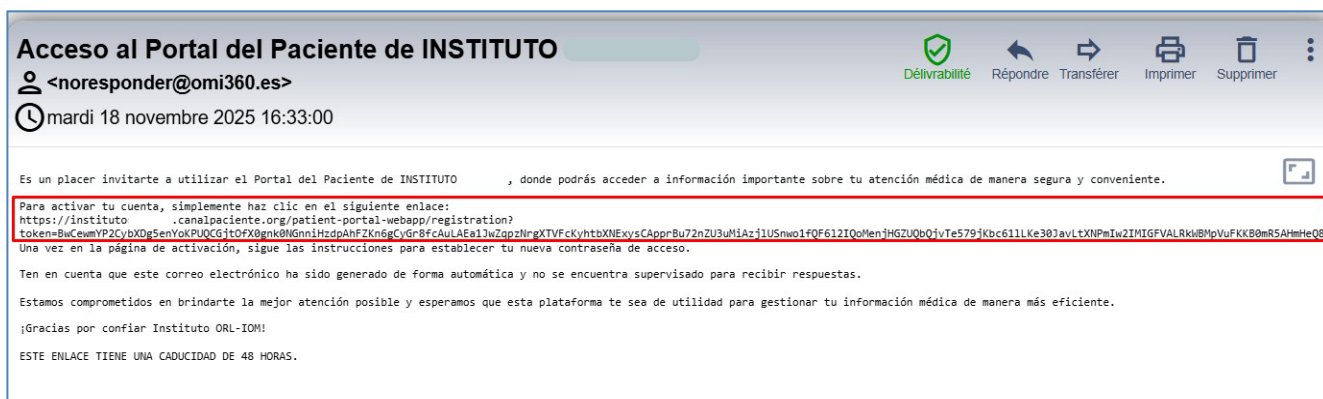 Acceso al Portal del Paciente de INSTITUTO
<noresponder@omi360.es>
mardi 18 novembre 2025 16:33:00
Délivrabilité
Répondre
Transférer
Imprimer
Supprimer
Es un placer invitarte a utilizar el Portal del Paciente de INSTITUTO , donde podrás acceder a información importante sobre tu atención médica de manera segura y conveniente.
Para activar tu cuenta, simplemente haz clic en el siguiente enlace:
https://instituto .canalpaciente.org/patient-portal-webapp/registration?
Una vez en la página de activación, sigue las instrucciones para establecer tu nueva contraseña de acceso.
Ten en cuenta que este correo electrónico ha sido generado de forma automática y no se encuentra supervisado para recibir respuestas.
Estamos comprometidos en brindarte la mejor atención posible y esperamos que esta plataforma te sea de utilidad para gestionar tu información médica de manera más eficiente.
¡Gracias por confiar Instituto ORL-IOM!
ESTE ENLACE TIENE UNA CADUCIDAD DE 48 HORAS.